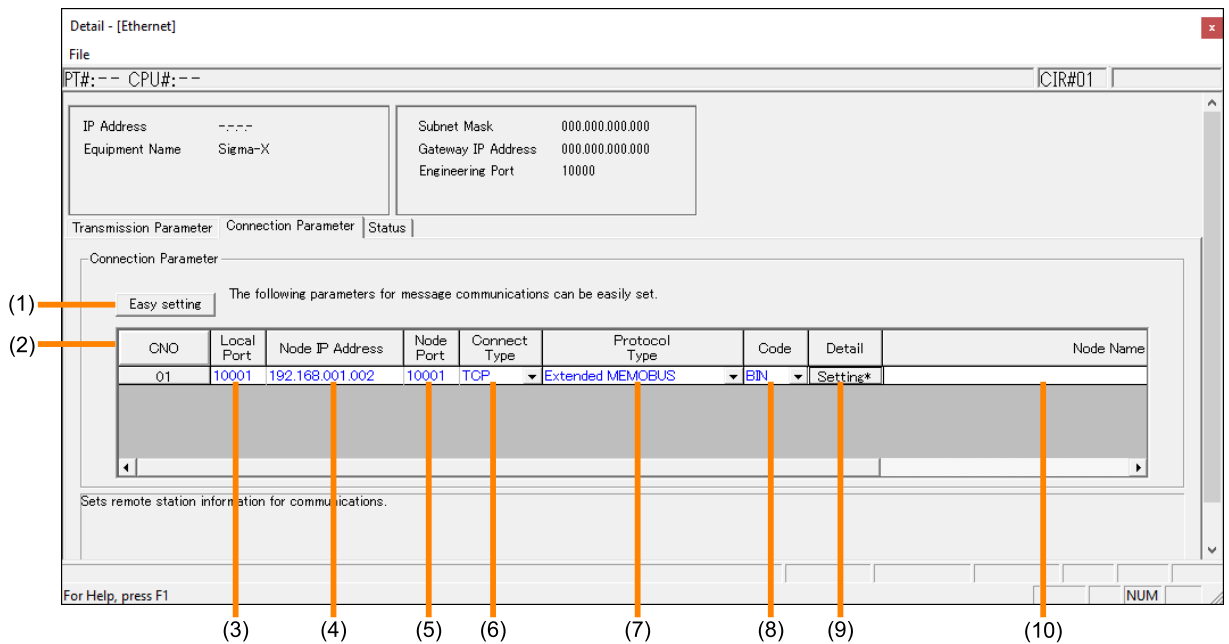 Detail - [Ethernet]
x
File
PT#:-- CPU#:--
CIR#01
IP Address -.-.-.-
Equipment Name Sigma-X
Subnet Mask 000.000.000.000
Gateway IP Address 000.000.000.000
Engineering Port 10000
Transmission Parameter Connection Parameter Status
Connection Parameter
(1)
Easy setting The following parameters for message communications can be easily set.
(2)
CNO Local Port Node IP Address Node Port Connect Type Protocol Type Code Detail Node Name
01 10001 192.168.001.002 10001 TCP Extended MEMOBUS BIN Setting*
Sets remote station information for communications.
For Help, press F1
NUM
(3) (4) (5) (6) (7) (8) (9) (10)